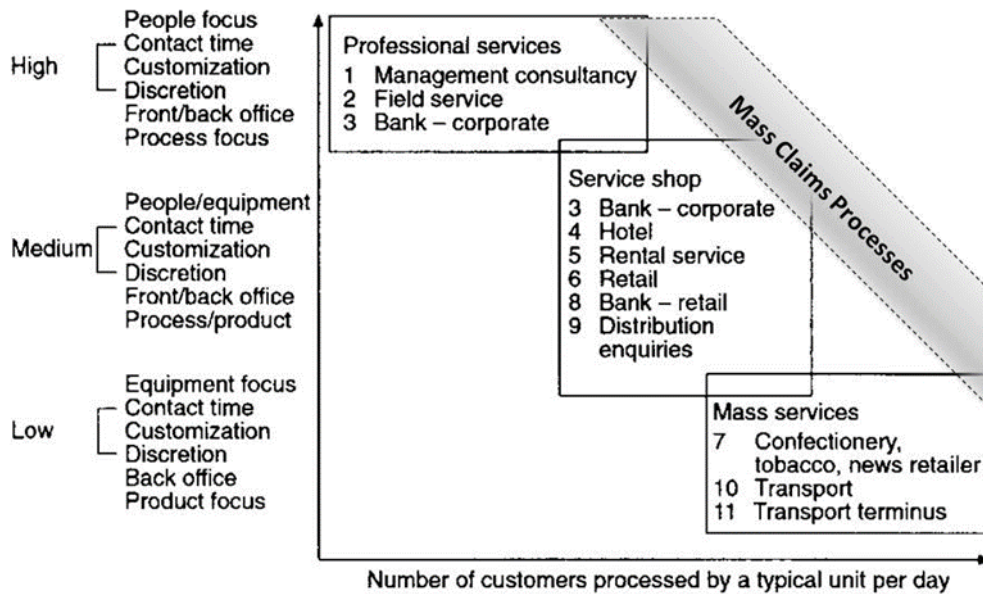 High
People focus
Contact time
Customization
Discretion
Front/back office
Process focus
Medium
People/equipment
Contact time
Customization
Discretion
Front/back office
Process/product
Low
Equipment focus
Contact time
Customization
Discretion
Back office
Product focus
Professional services
1 Management consultancy
2 Field service
3 Bank – corporate
Service shop
3 Bank – corporate
4 Hotel
5 Rental service
6 Retail
8 Bank – retail
9 Distribution
enquiries
Mass services
7 Confectionery,
tobacco, news retailer
10 Transport
11 Transport terminus
Mass Claims Processes
Number of customers processed by a typical unit per day